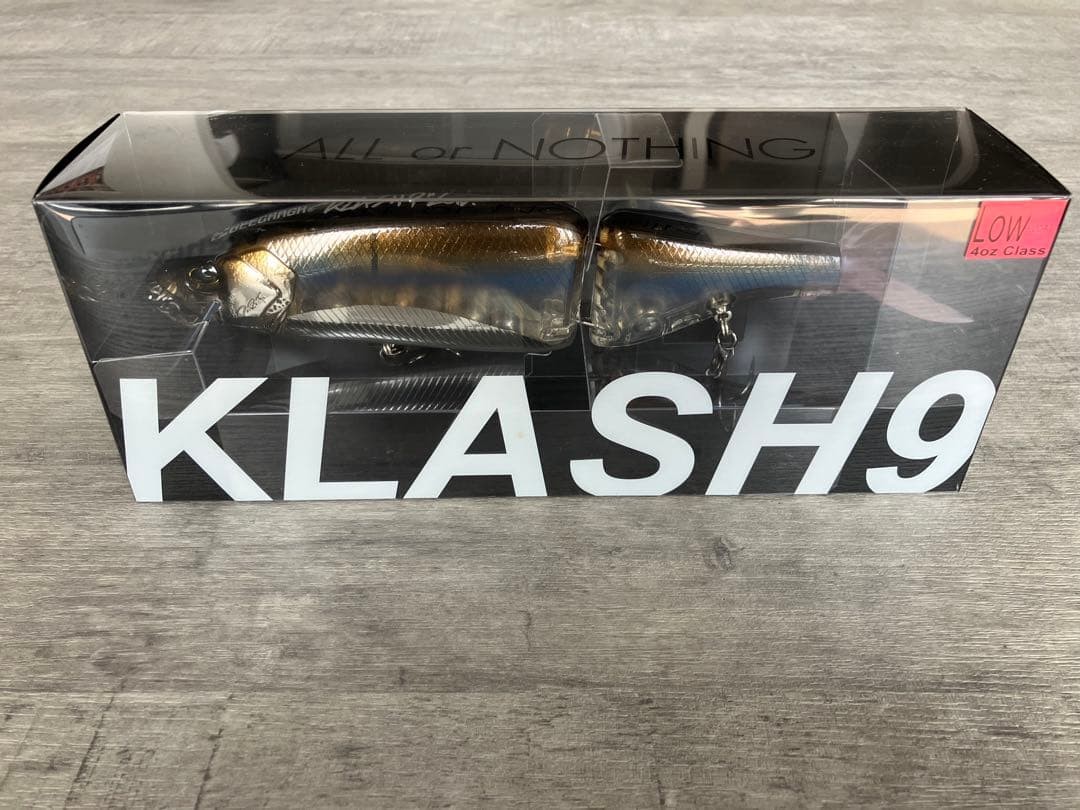 ALL or NOTHING
LOW
4oz Class
KLASH9